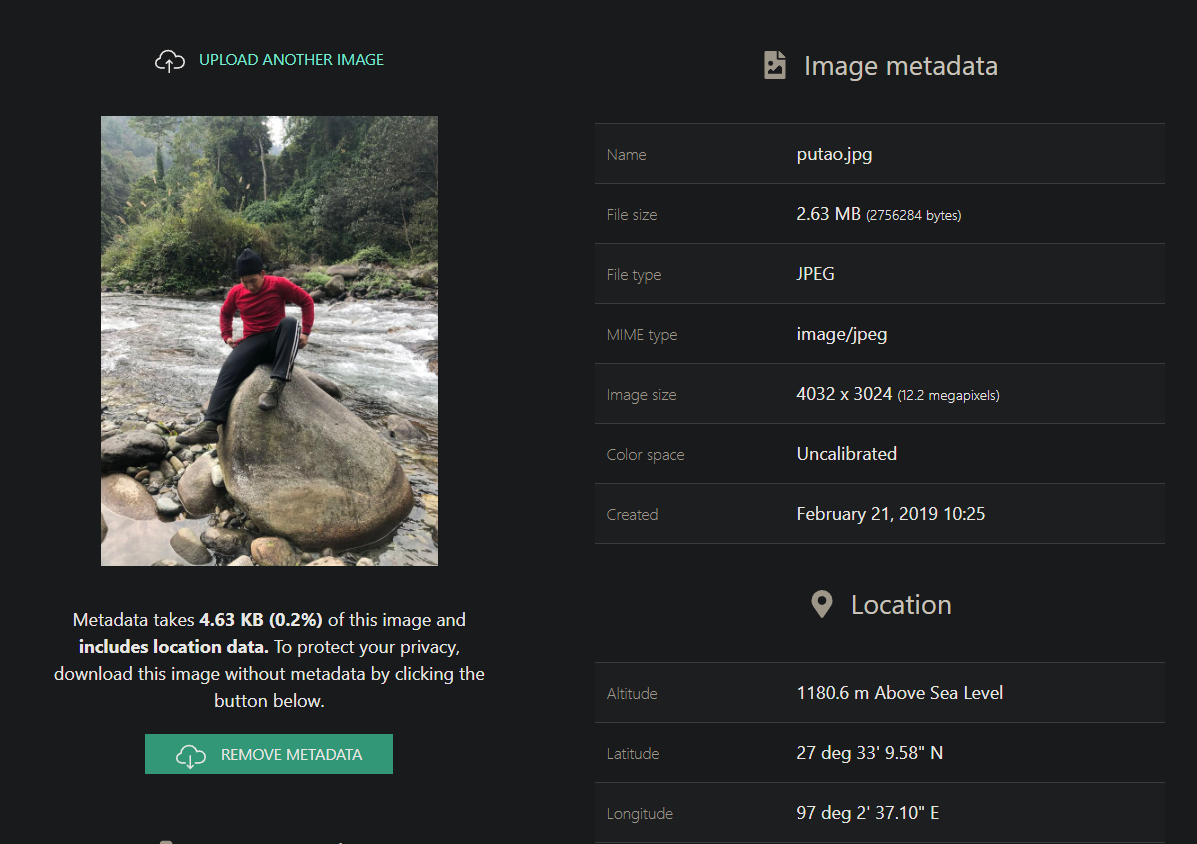 UPLOAD ANOTHER IMAGE
Metadata takes 4.63 KB (0.2%) of this image and
includes location data. To protect your privacy,
download this image without metadata by clicking the
button below.
REMOVE METADATA
Image metadata
Name putao.jpg
File size 2.63 MB (2756284 bytes)
File type JPEG
MIME type image/jpeg
Image size 4032 x 3024 (12.2 megapixels)
Color space Uncalibrated
Created February 21, 2019 10:25
Location
Altitude 1180.6 m Above Sea Level
Latitude 27 deg 33' 9.58" N
Longitude 97 deg 2' 37.10" E